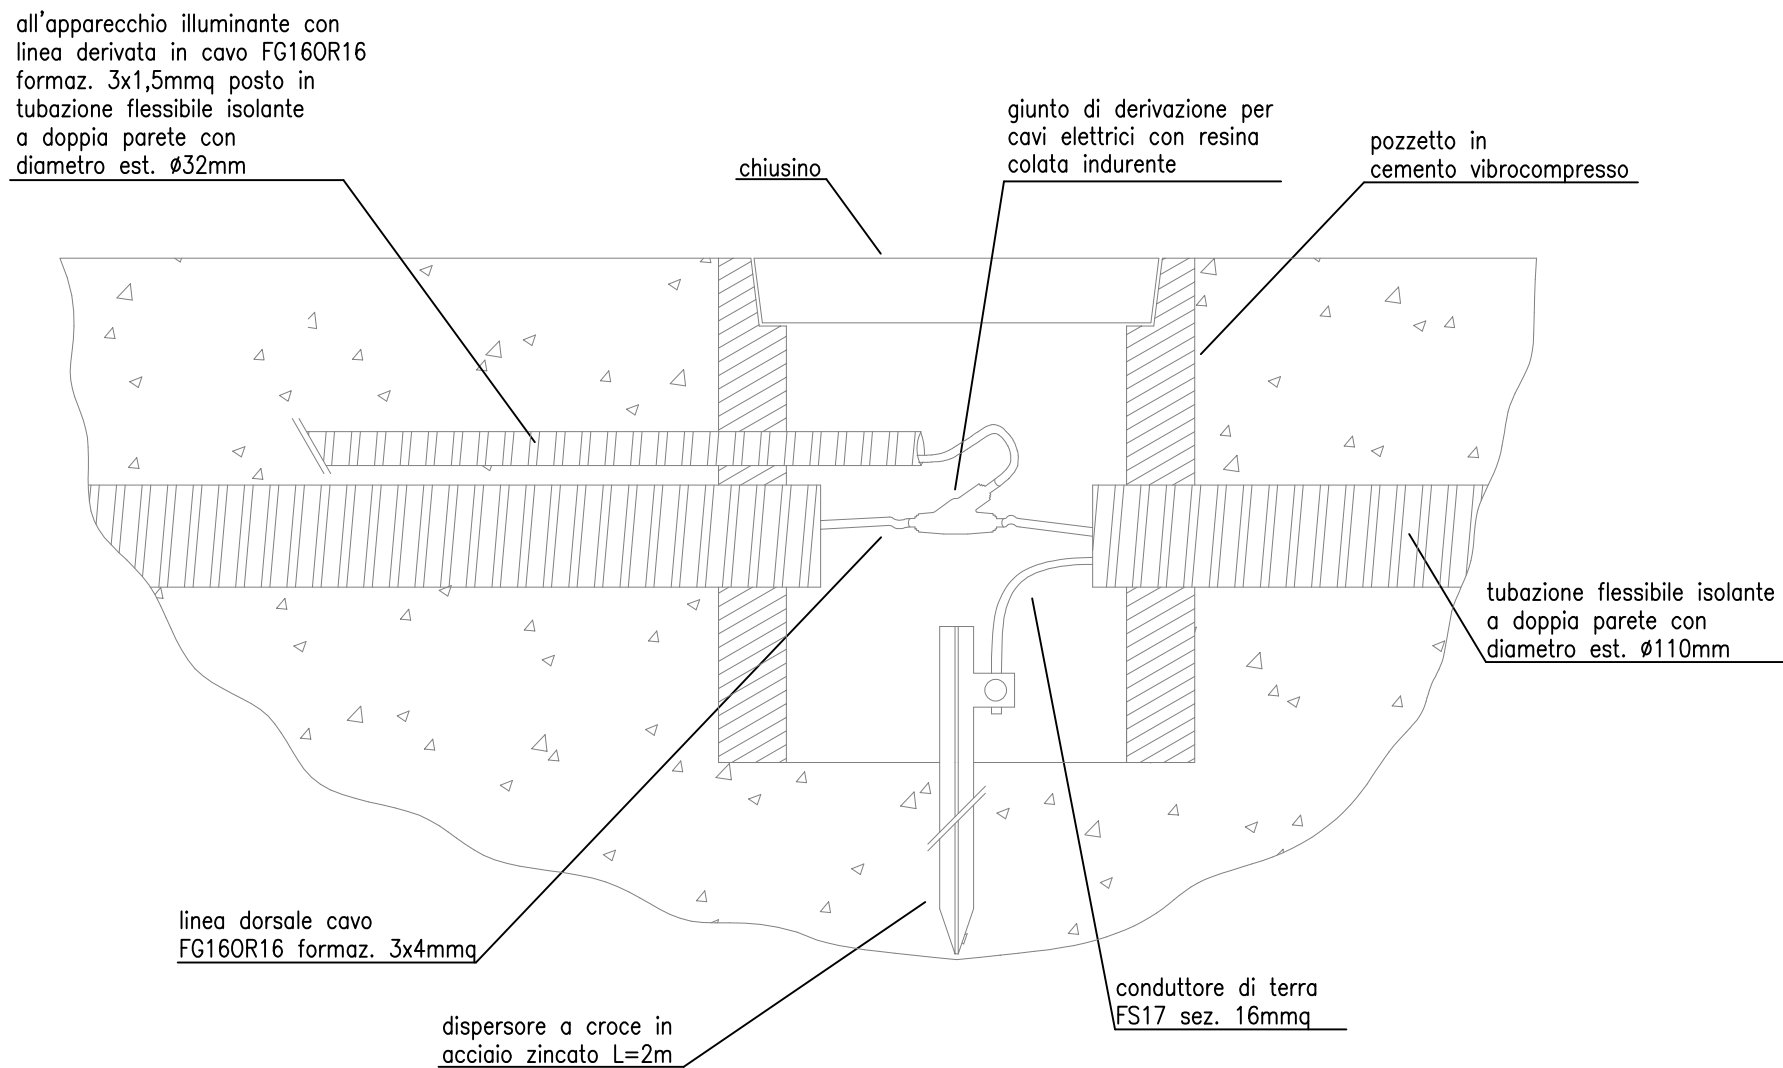 all'apparecchio illuminante con
linea derivata in cavo FG16OR16
formaz. 3x1,5mmq posto in
tubazione flessibile isolante
a doppia parete con
diametro est. ø32mm
chiusino
giunto di derivazione per
cavi elettrici con resina
colata indurente
pozzetto in
cemento vibrocompresso
tubazione flessibile isolante
a doppia parete con
diametro est. ø110mm
linea dorsale cavo
FG16OR16 formaz. 3x4mmq
dispersore a croce in
acciaio zincato L=2m
conduttore di terra
FS17 sez. 16mmq